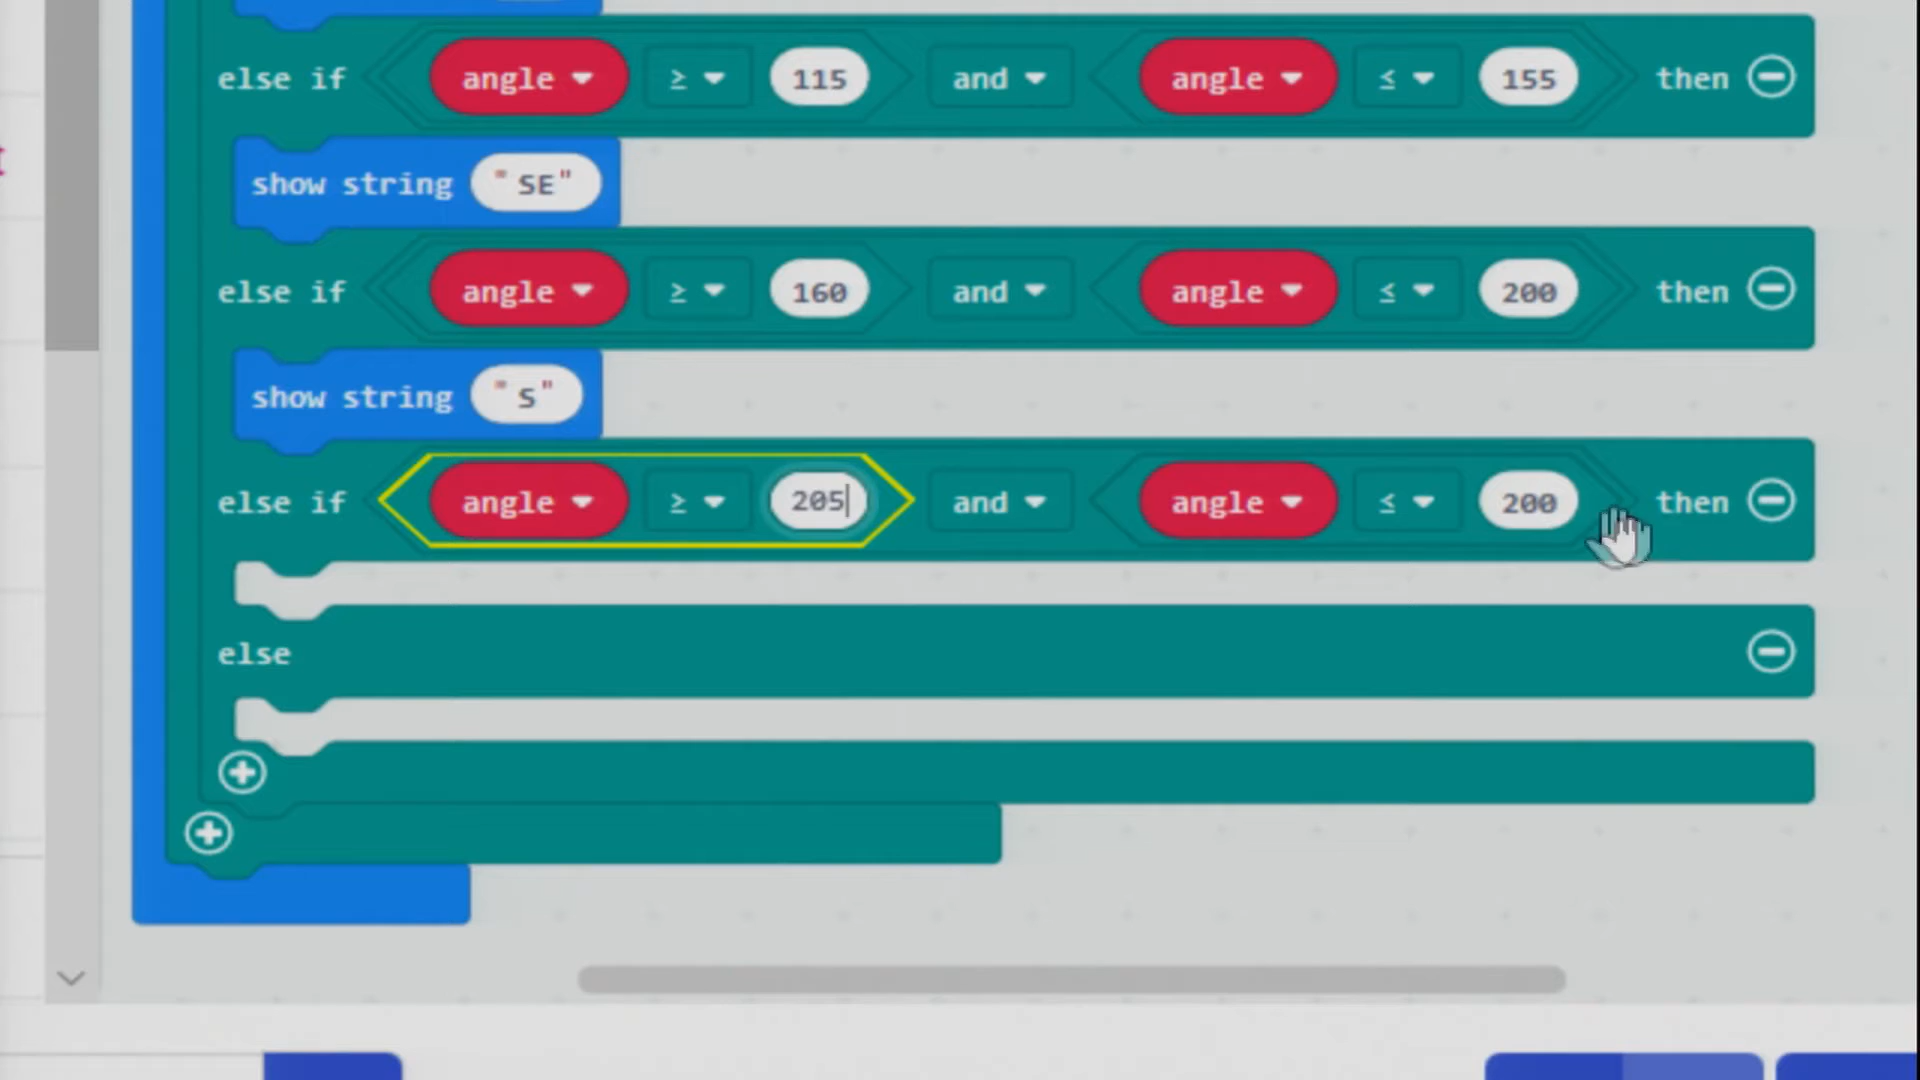 else if angle ≥ 115 and angle ≤ 155 then
show string "SE"
else if angle ≥ 160 and angle ≤ 200 then
show string "S"
else if angle ≥ 205 and angle ≤ 200 then
else